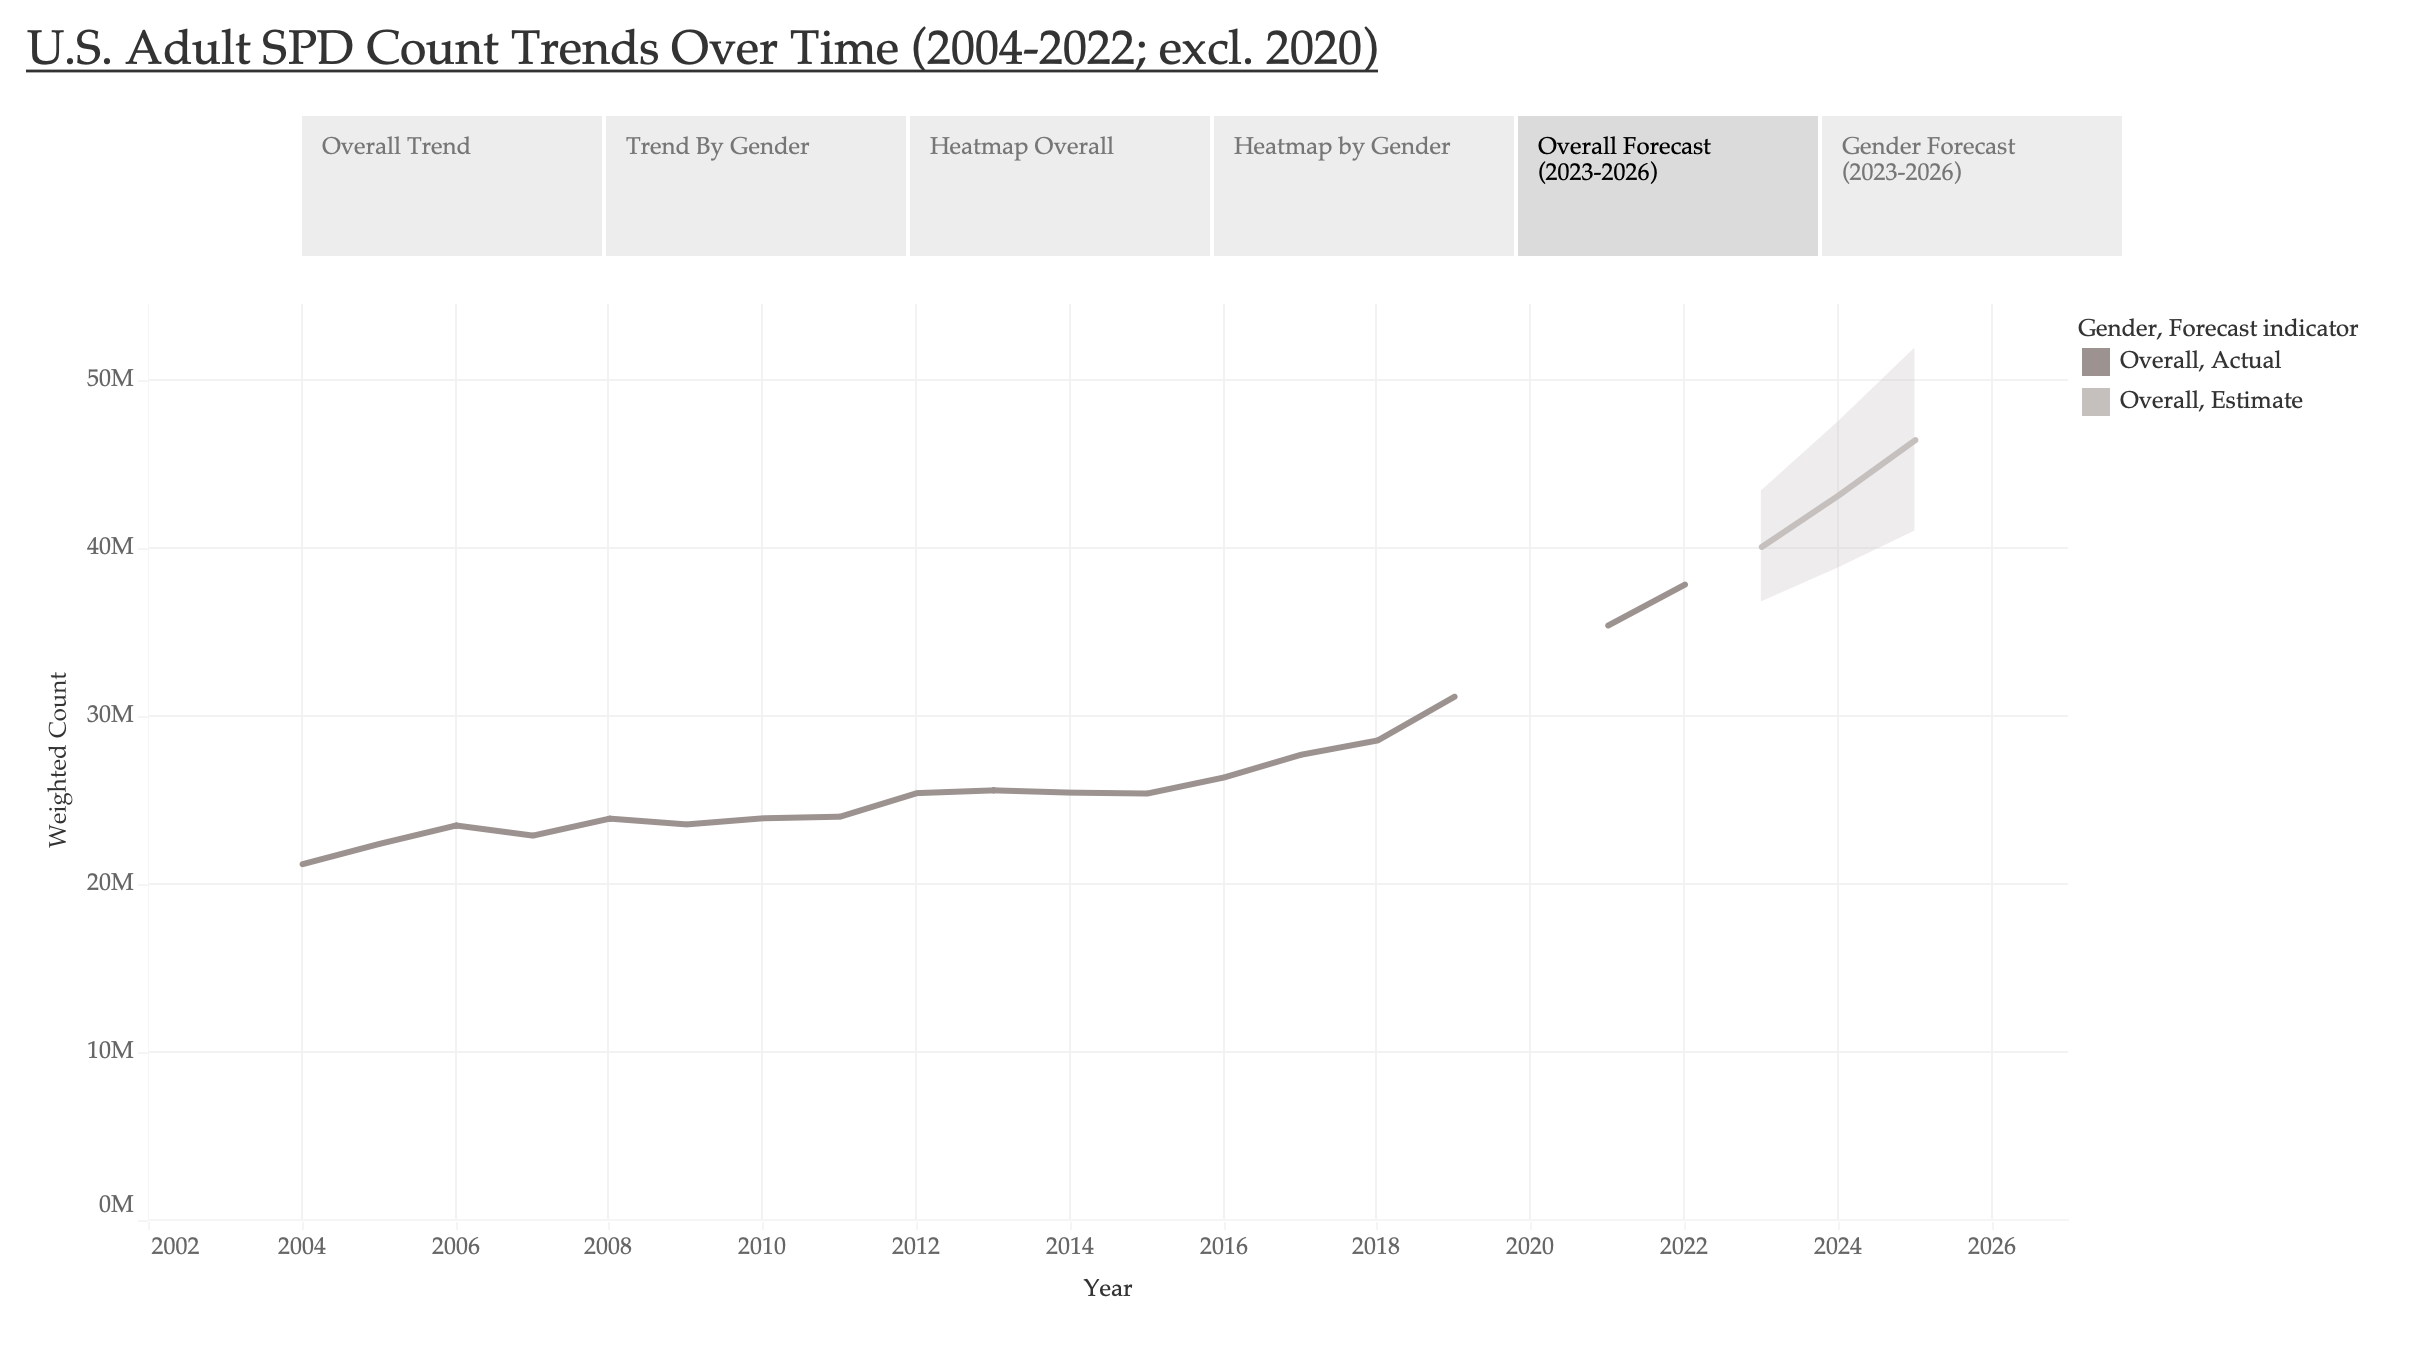 U.S. Adult SPD Count Trends Over Time (2004-2022; excl. 2020)
Overall Trend
Trend By Gender
Heatmap Overall
Heatmap by Gender
Overall Forecast
(2023-2026)
Gender Forecast
(2023-2026)
Gender, Forecast indicator
Overall, Actual
Overall, Estimate
Weighted Count
50M
40M
30M
20M
10M
0M
2002
2004
2006
2008
2010
2012
2014
2016
2018
2020
2022
2024
2026
Year